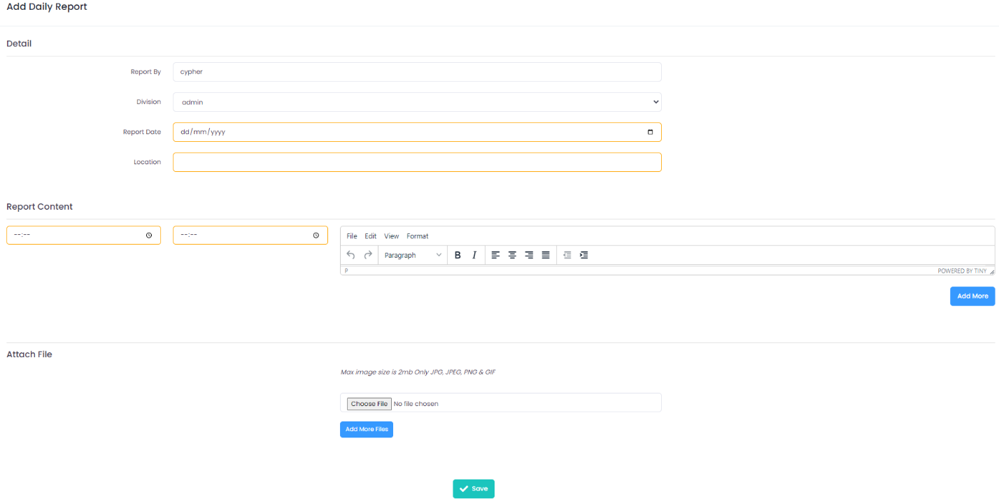 Add Daily Report
Detail
Report By cypher
Division admin
Report Date dd/mm/yyyy
Location
Report Content
--:-- --:-- File Edit View Format
Paragraph B I
P POWERED BY TINY
Add More
Attach File
Max image size is 2mb Only JPG, JPEG, PNG & GIF
Choose File No file chosen
Add More Files
Save